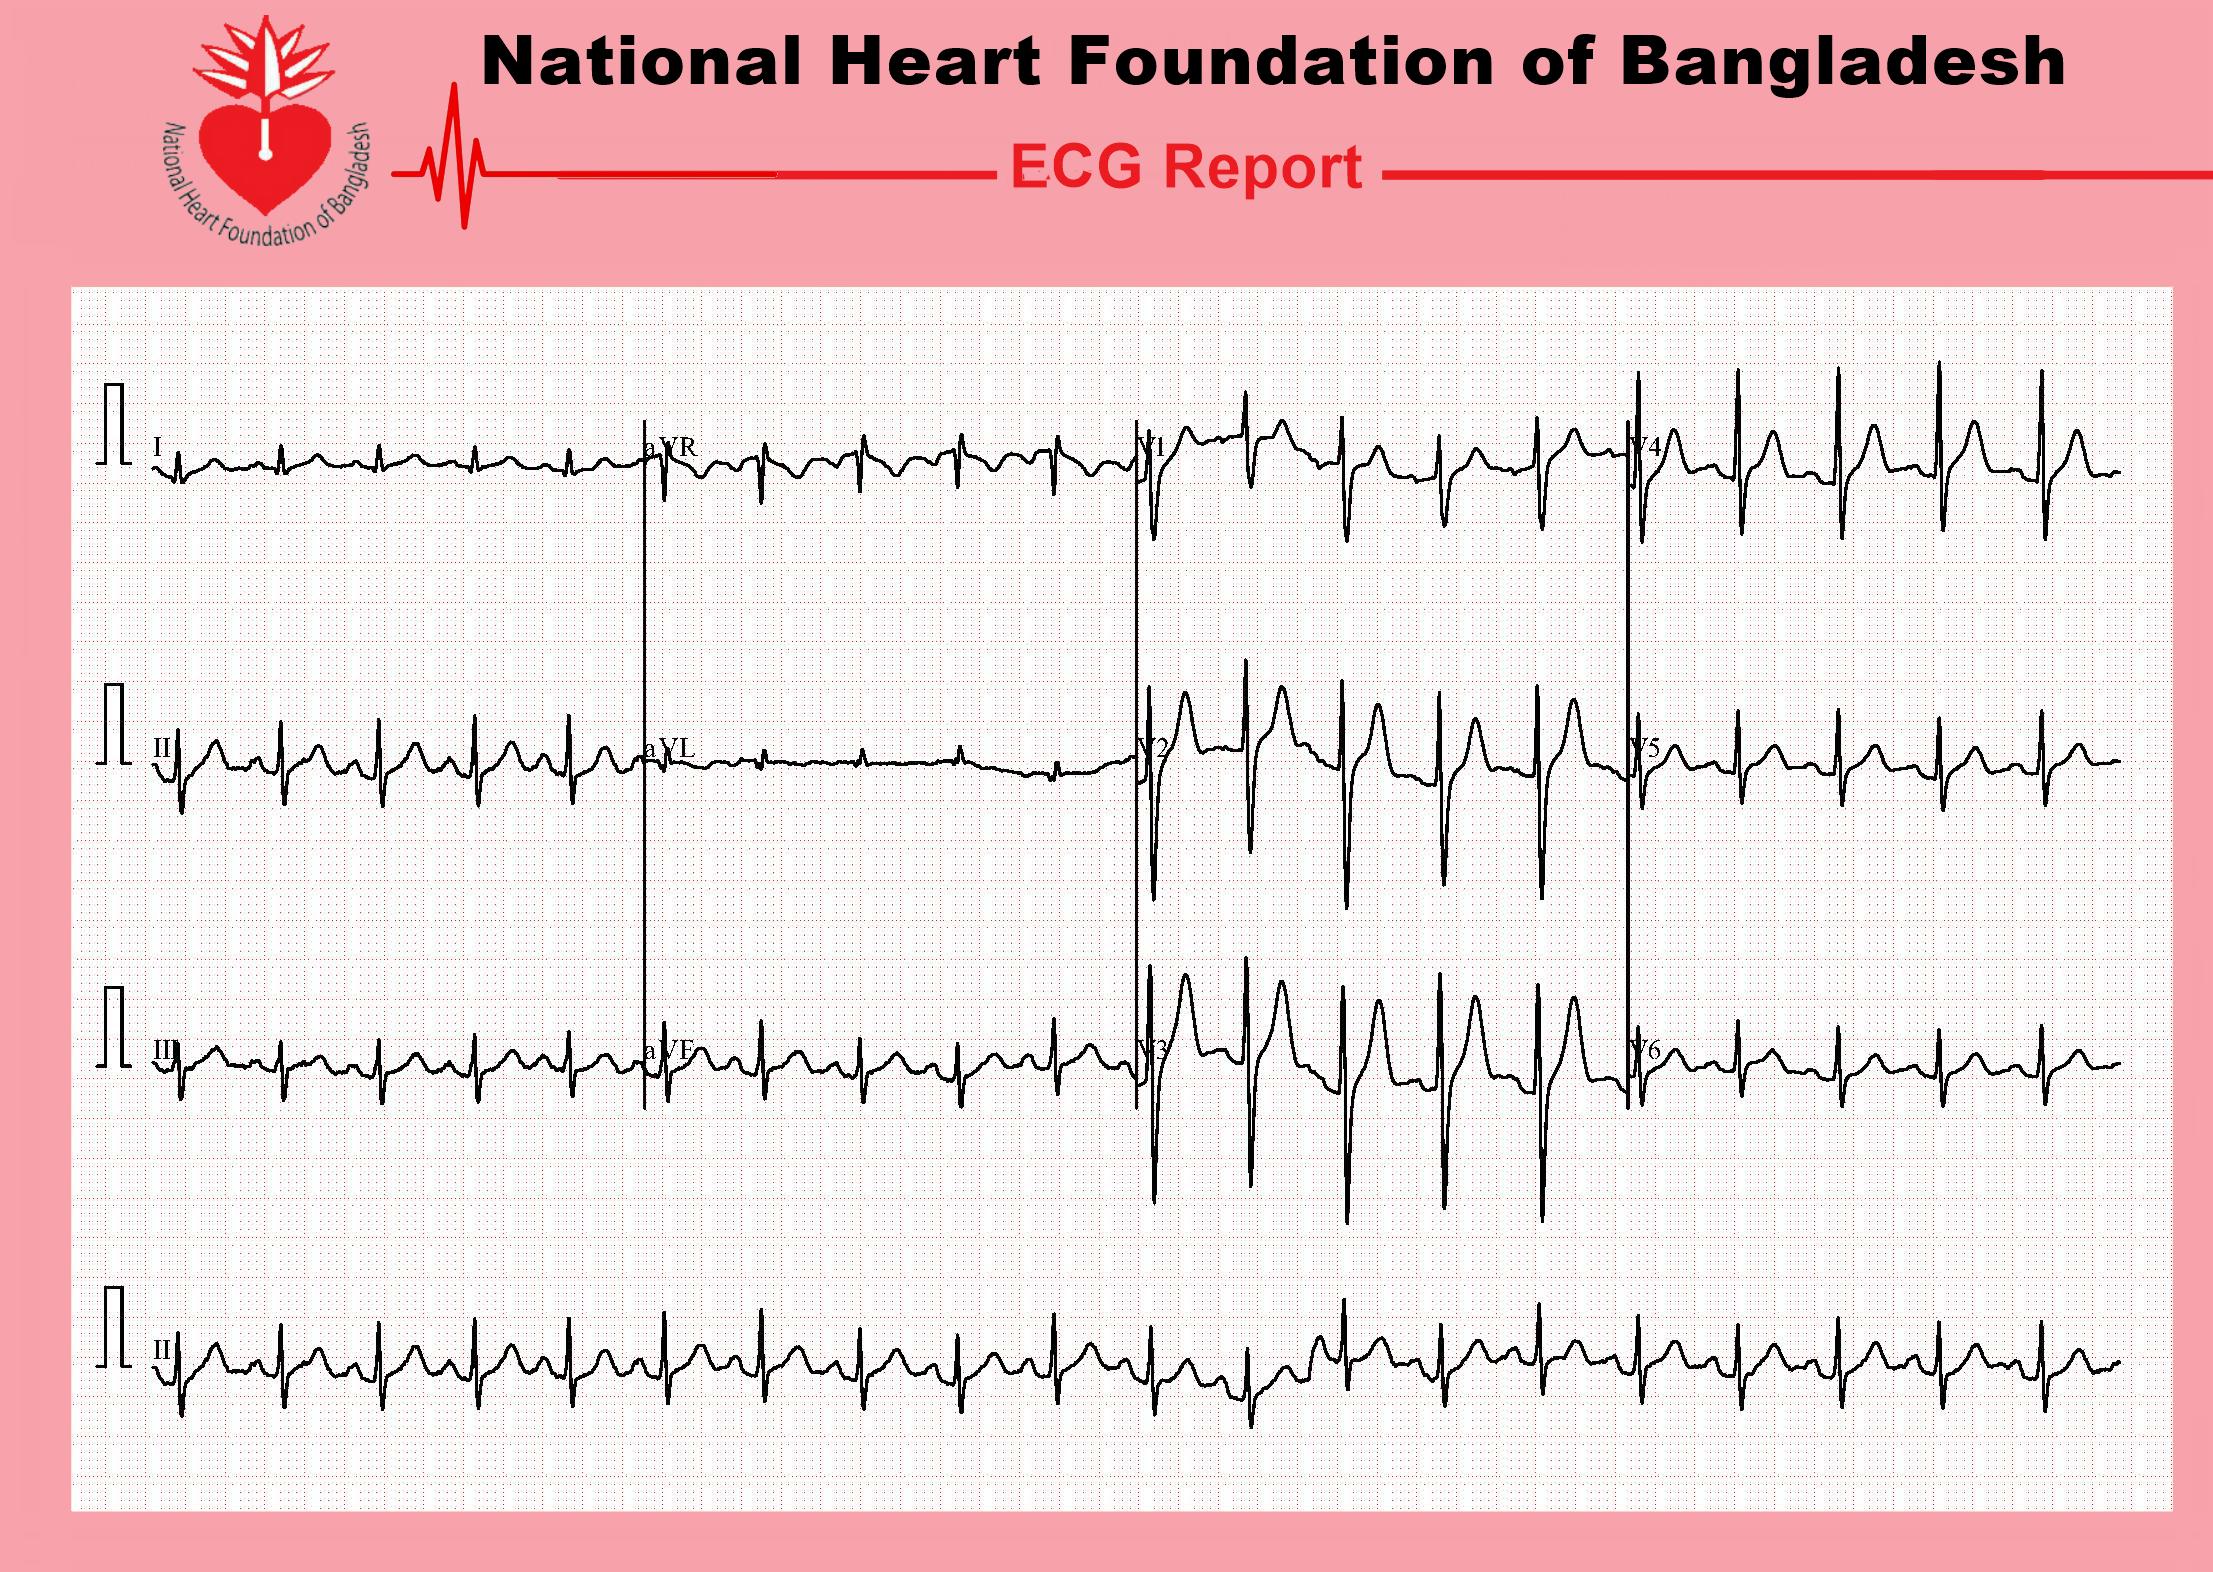 National Heart Foundation of Bangladesh
National Heart Foundation of Bangladesh
ECG Report
I
aVR
V1
V4
II
aVL
V2
V5
III
aVF
V3
V6
II